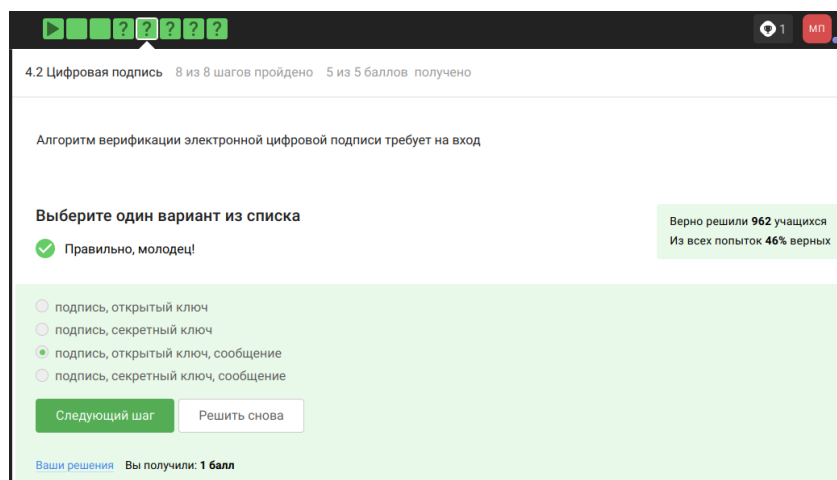 ? ? ? ? ?
1
МП
4.2 Цифровая подпись 8 из 8 шагов пройдено 5 из 5 баллов получено
Алгоритм верификации электронной цифровой подписи требует на вход
Выберите один вариант из списка
Правильно, молодец!
Верно решили 962 учащихся
Из всех попыток 46% верных
подпись, открытый ключ
подпись, секретный ключ
подпись, открытый ключ, сообщение
подпись, секретный ключ, сообщение
Следующий шаг Решить снова
Ваши решения Вы получили: 1 балл